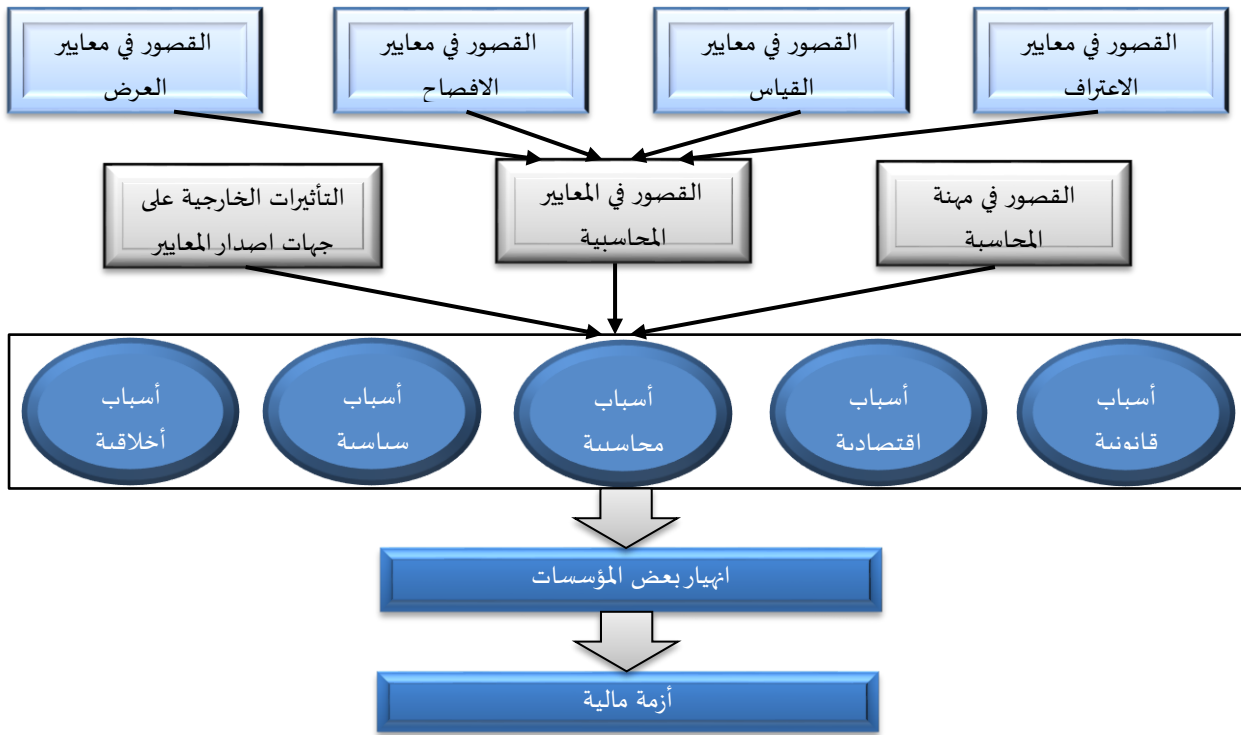 القصور في معايير
الاعتراف
القصور في معايير
القياس
القصور في معايير
الافصاح
القصور في معايير
العرض
القصور في مهنة
المحاسبة
القصور في المعايير
المحاسبية
التأثيرات الخارجية على
جهات اصدار المعايير
أسباب
قانونية
أسباب
اقتصادية
أسباب
محاسبية
أسباب
سياسية
أسباب
أخلاقية
انهيار بعض المؤسسات
أزمة مالية